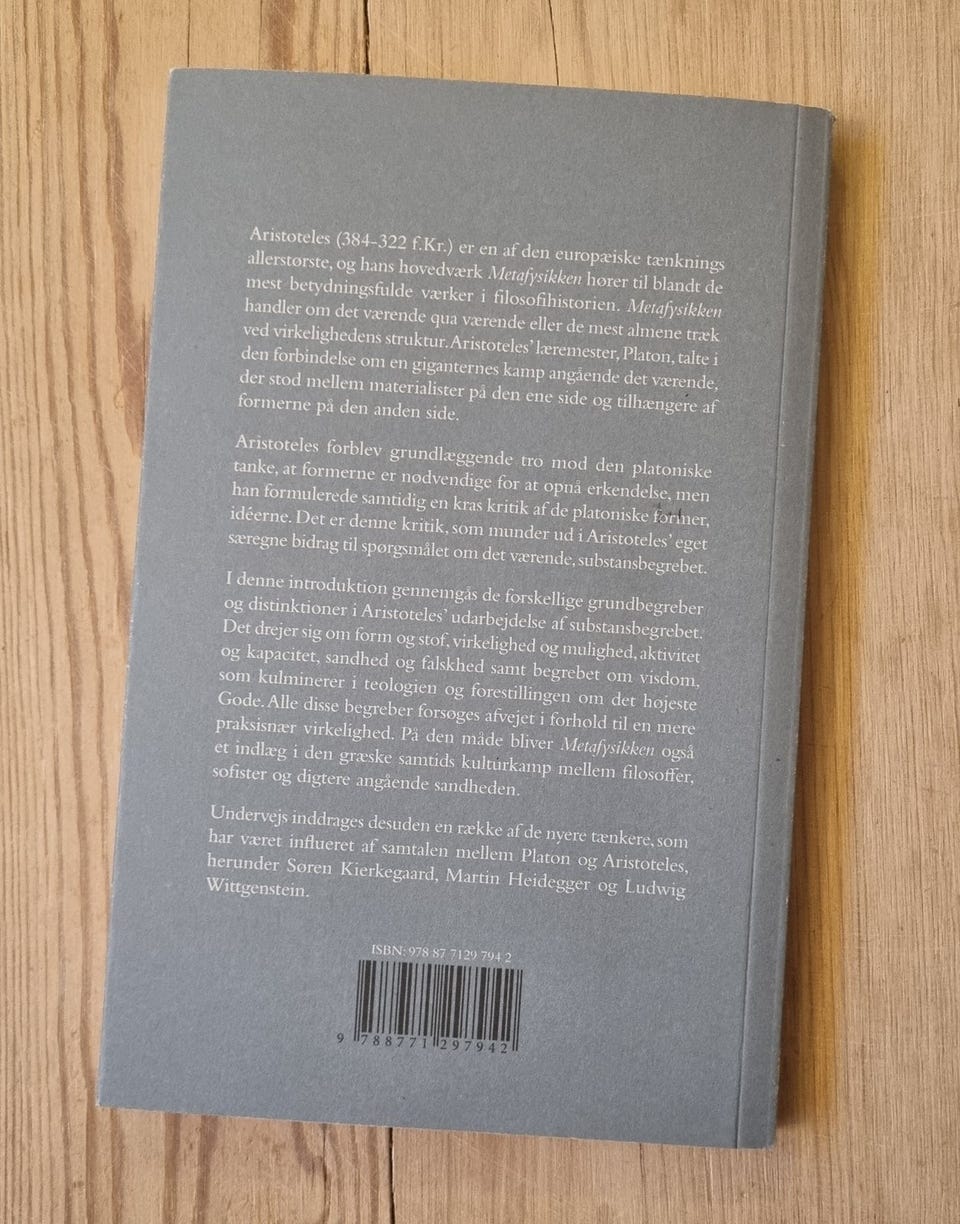 Aristoteles (384-322 f.Kr.) er en af den europæiske tænknings
allerstørste, og hans hovedværk Metafysikken hører til blandt de
mest betydningsfulde værker i filosofihistorien. Metafysikken
handler om det værende qua værende eller de mest almene træk
ved virkelighedens struktur. Aristoteles' læremester, Platon, talte i
den forbindelse om en giganternes kamp angående det værende,
der stod mellem materialister på den ene side og tilhængere af
formerne på den anden side.
Aristoteles forblev grundlæggende tro mod den platoniske
tanke, at formerne er nødvendige for at opnå erkendelse, men
han formulerede samtidig en kras kritik af de platoniske former,
idéerne. Det er denne kritik, som munder ud i Aristoteles' eget
særegne bidrag til spørgsmålet om det værende, substansbegrebet.
I denne introduktion gennemgås de forskellige grundbegreber
og distinktioner i Aristoteles' udarbejdelse af substansbegrebet.
Det drejer sig om form og stof, virkelighed og mulighed, aktivitet
og kapacitet, sandhed og falskhed samt begrebet om visdom,
som kulminerer i teologien og forestillingen om det højeste
Gode. Alle disse begreber forsøges afvejet i forhold til en mere
praksisnær virkelighed. På den måde bliver Metafysikken også
et indlæg i den græske samtids kulturkamp mellem filosoffer,
sofister og digtere angående sandheden.
Undervejs inddrages desuden en række af de nyere tænkere, som
har været influeret af samtalen mellem Platon og Aristoteles,
herunder Søren Kierkegaard, Martin Heidegger og Ludwig
Wittgenstein.
ISBN: 978 87 7129 794 2
9 788771 297942